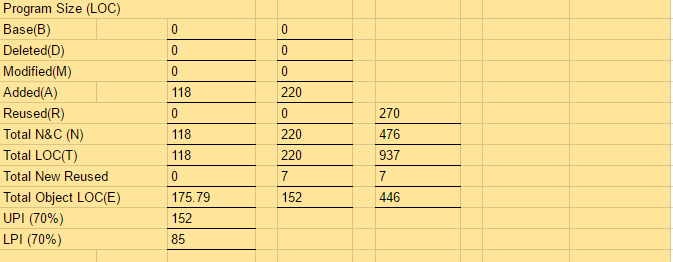 Program Size (LOC)
Base(B) 0 0
Deleted(D) 0 0
Modified(M) 0 0
Added(A) 118 220
Reused(R) 0 0 270
Total N&C (N) 118 220 476
Total LOC(T) 118 220 937
Total New Reused 0 7 7
Total Object LOC(E) 175.79 152 446
UPI (70%) 152
LPI (70%) 85